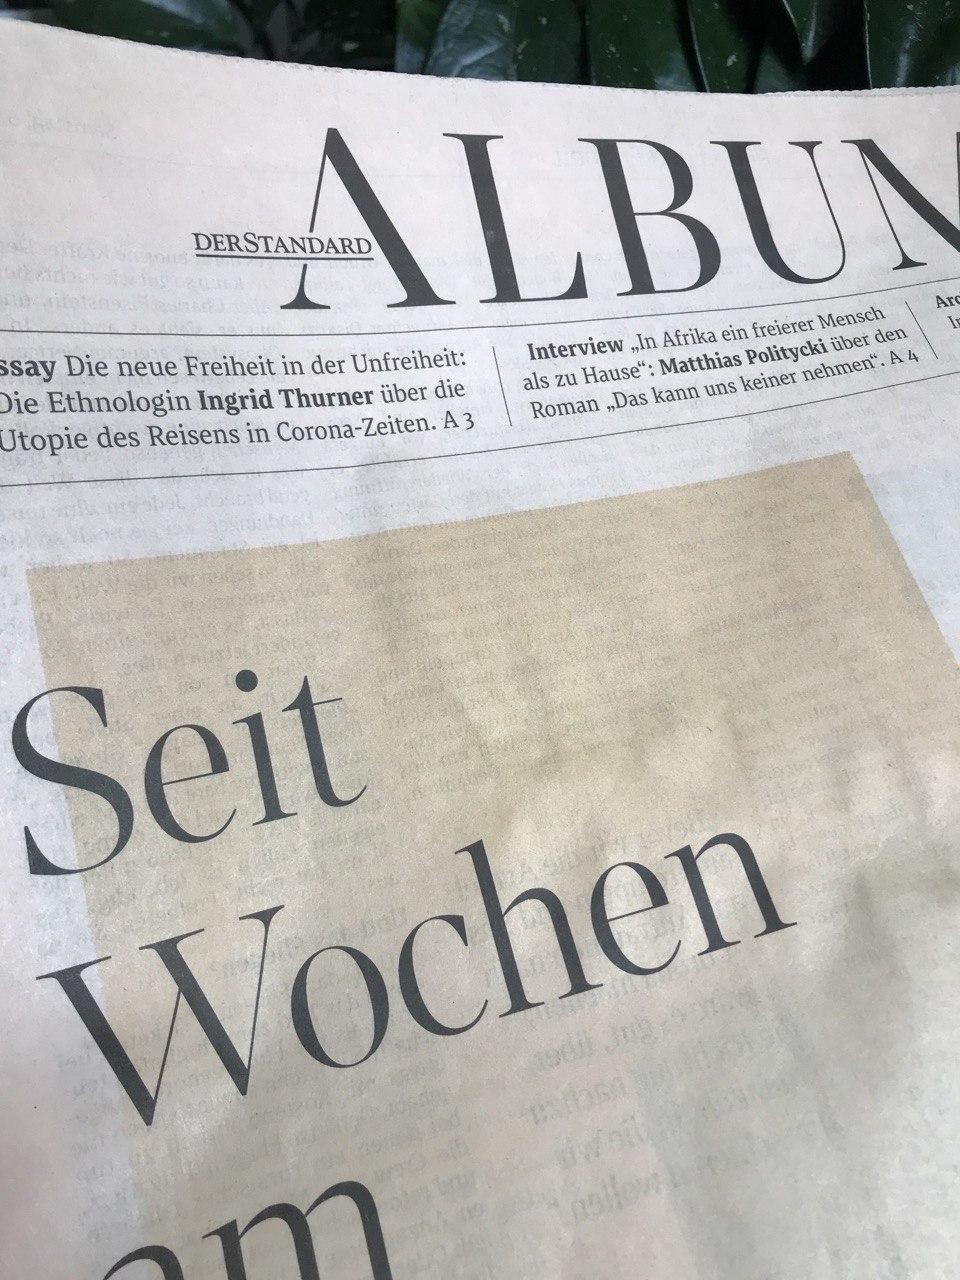 ALBUM
DERSTANDARD
Essay Die neue Freiheit in der Unfreiheit:
Die Ethnologin Ingrid Thurner über die
Utopie des Reisens in Corona-Zeiten. A 3
Interview „In Afrika ein freierer Mensch
als zu Hause“: Matthias Politycki über den
Roman „Das kann uns keiner nehmen“. A 4
Seit
Wochen
am